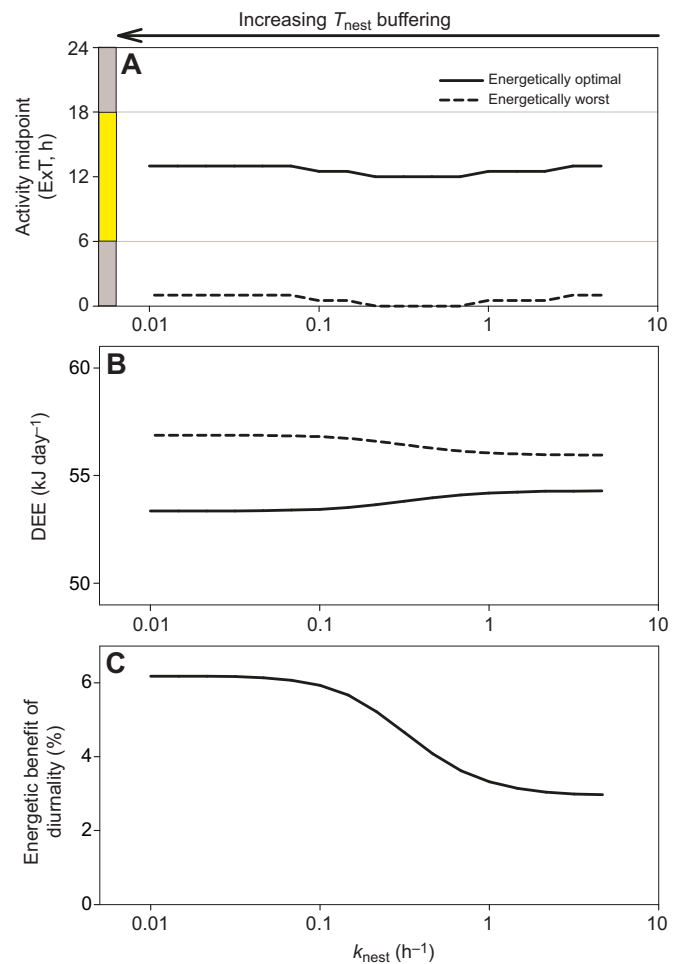 Increasing Tnest buffering
A
24
18
12
6
0
Activity midpoint
(ExT, h)
Energetically optimal
Energetically worst
0.01 0.1 1 10
B
60
55
50
DEE (kJ day–1)
0.01 0.1 1 10
C
6
4
2
0
Energetic benefit of
diurnality (%)
0.01 0.1 1 10
knest (h–1)